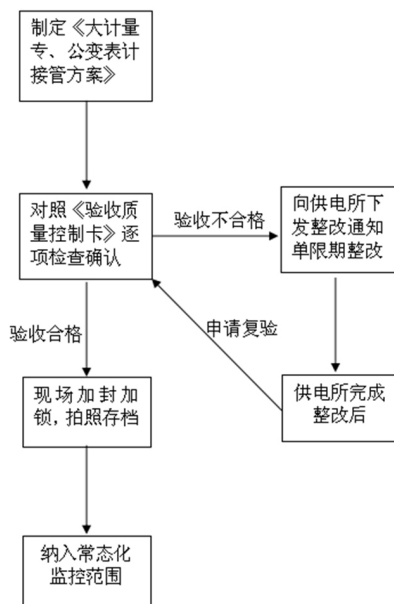 制定《大计量
专、公变表计
接管方案》
对照《验收质
量控制卡》逐
项检查确认
验收不合格
向供电所下
发整改通知
单限期整改
验收合格
申请复验
现场加封加
锁,拍照存档
供电所完成
整改后
纳入常态化
监控范围